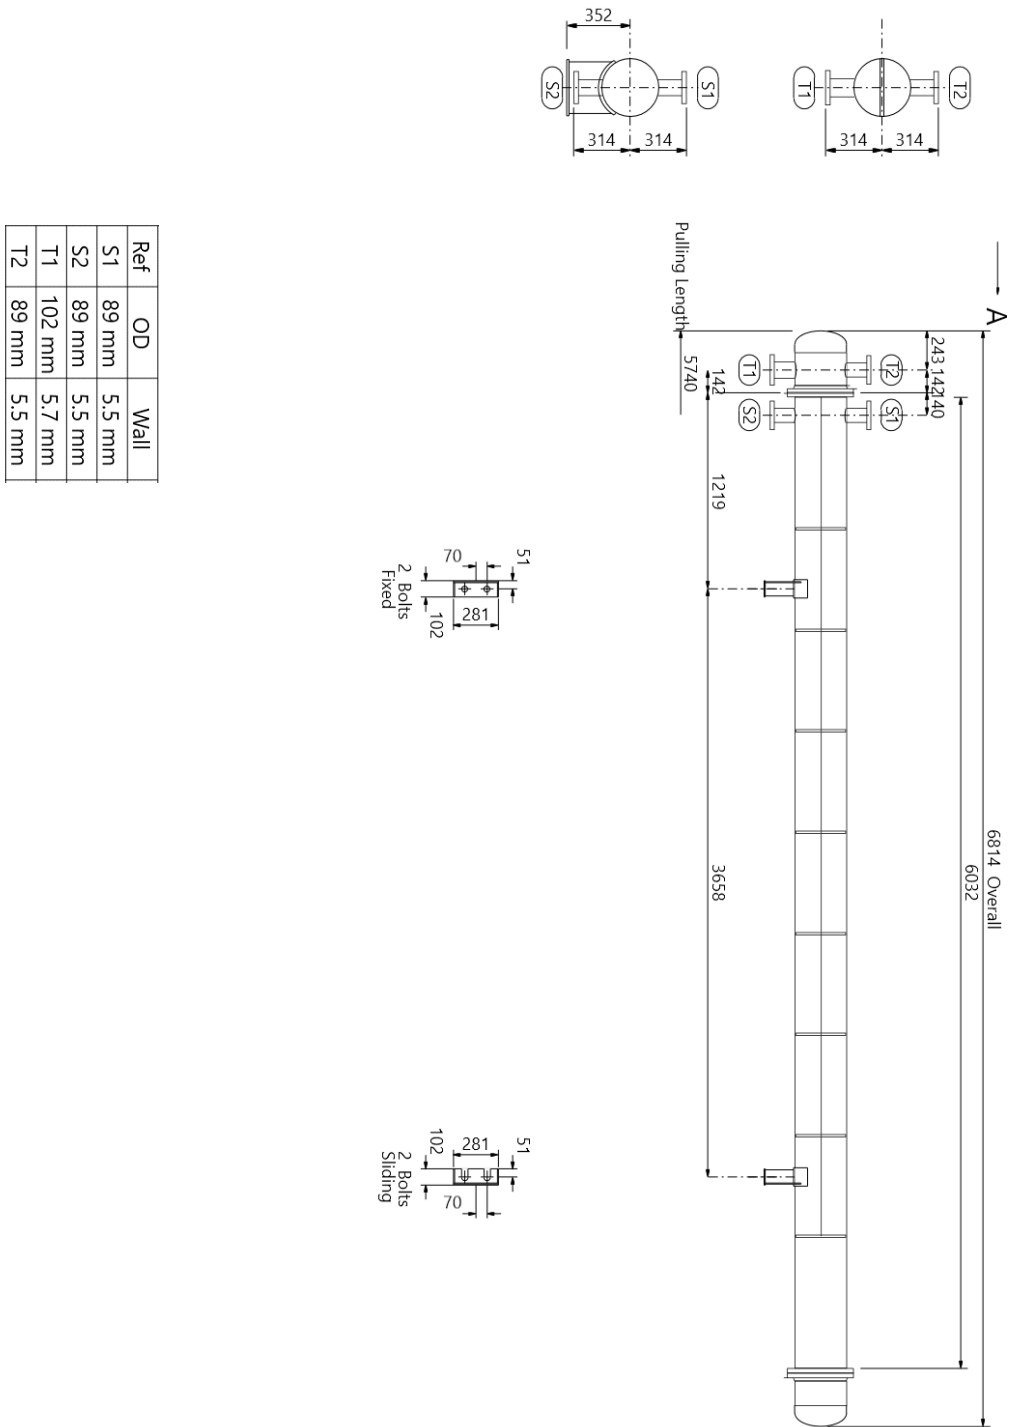 352
S2
S1
314 314
T1
T2
314 314
A
Pulling Length
5740
6814 Overall
6032
243 142 140
T1
T2
S2
S1
142
1219
3658
51
70
281
102
2 Bolts
Fixed
51
281
102
70
2 Bolts
Sliding
Ref OD Wall
S1 89 mm 5.5 mm
S2 89 mm 5.5 mm
T1 102 mm 5.7 mm
T2 89 mm 5.5 mm